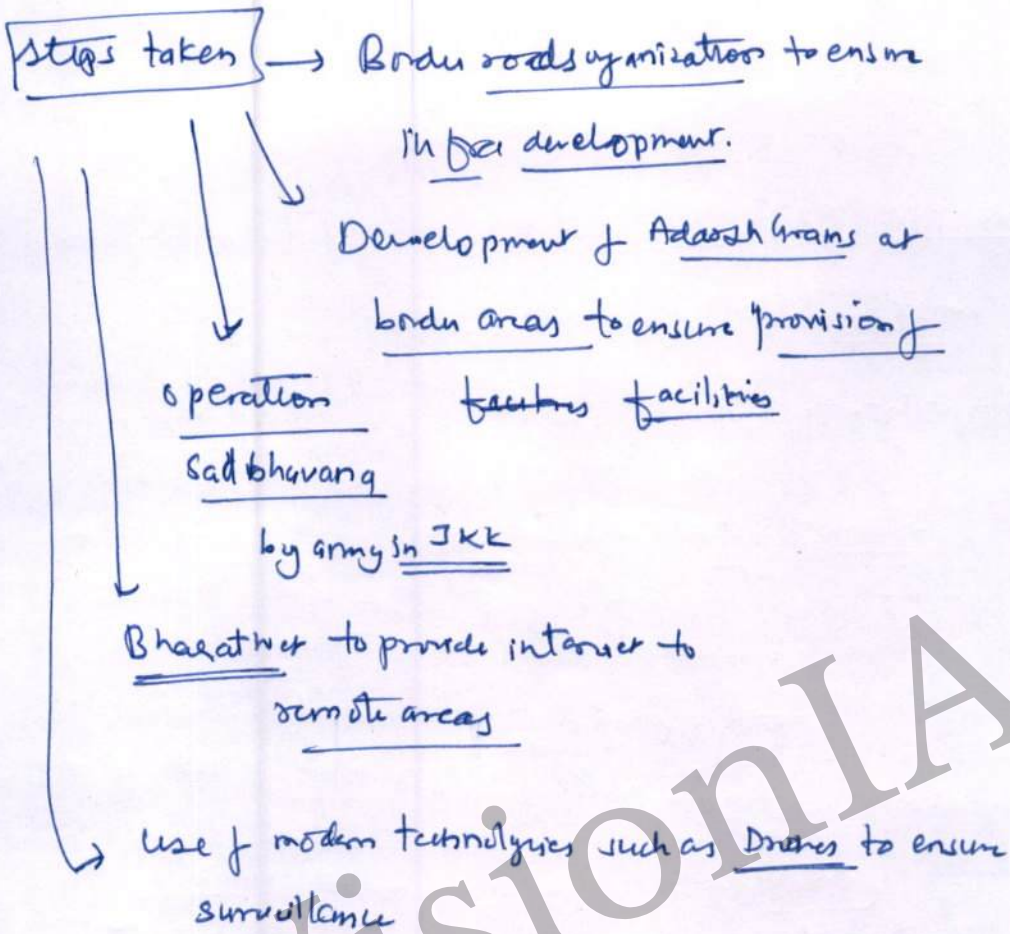 steps taken → Border roads organization to ensure
infra development.
Development of Adarsh Grams at
border areas to ensure provision of
facilities
operation
sadbhavana
by army in J&K
Bharatnet to provide internet to
remote areas
use of modern technologies such as Drones to ensure
surveillance
visionIA